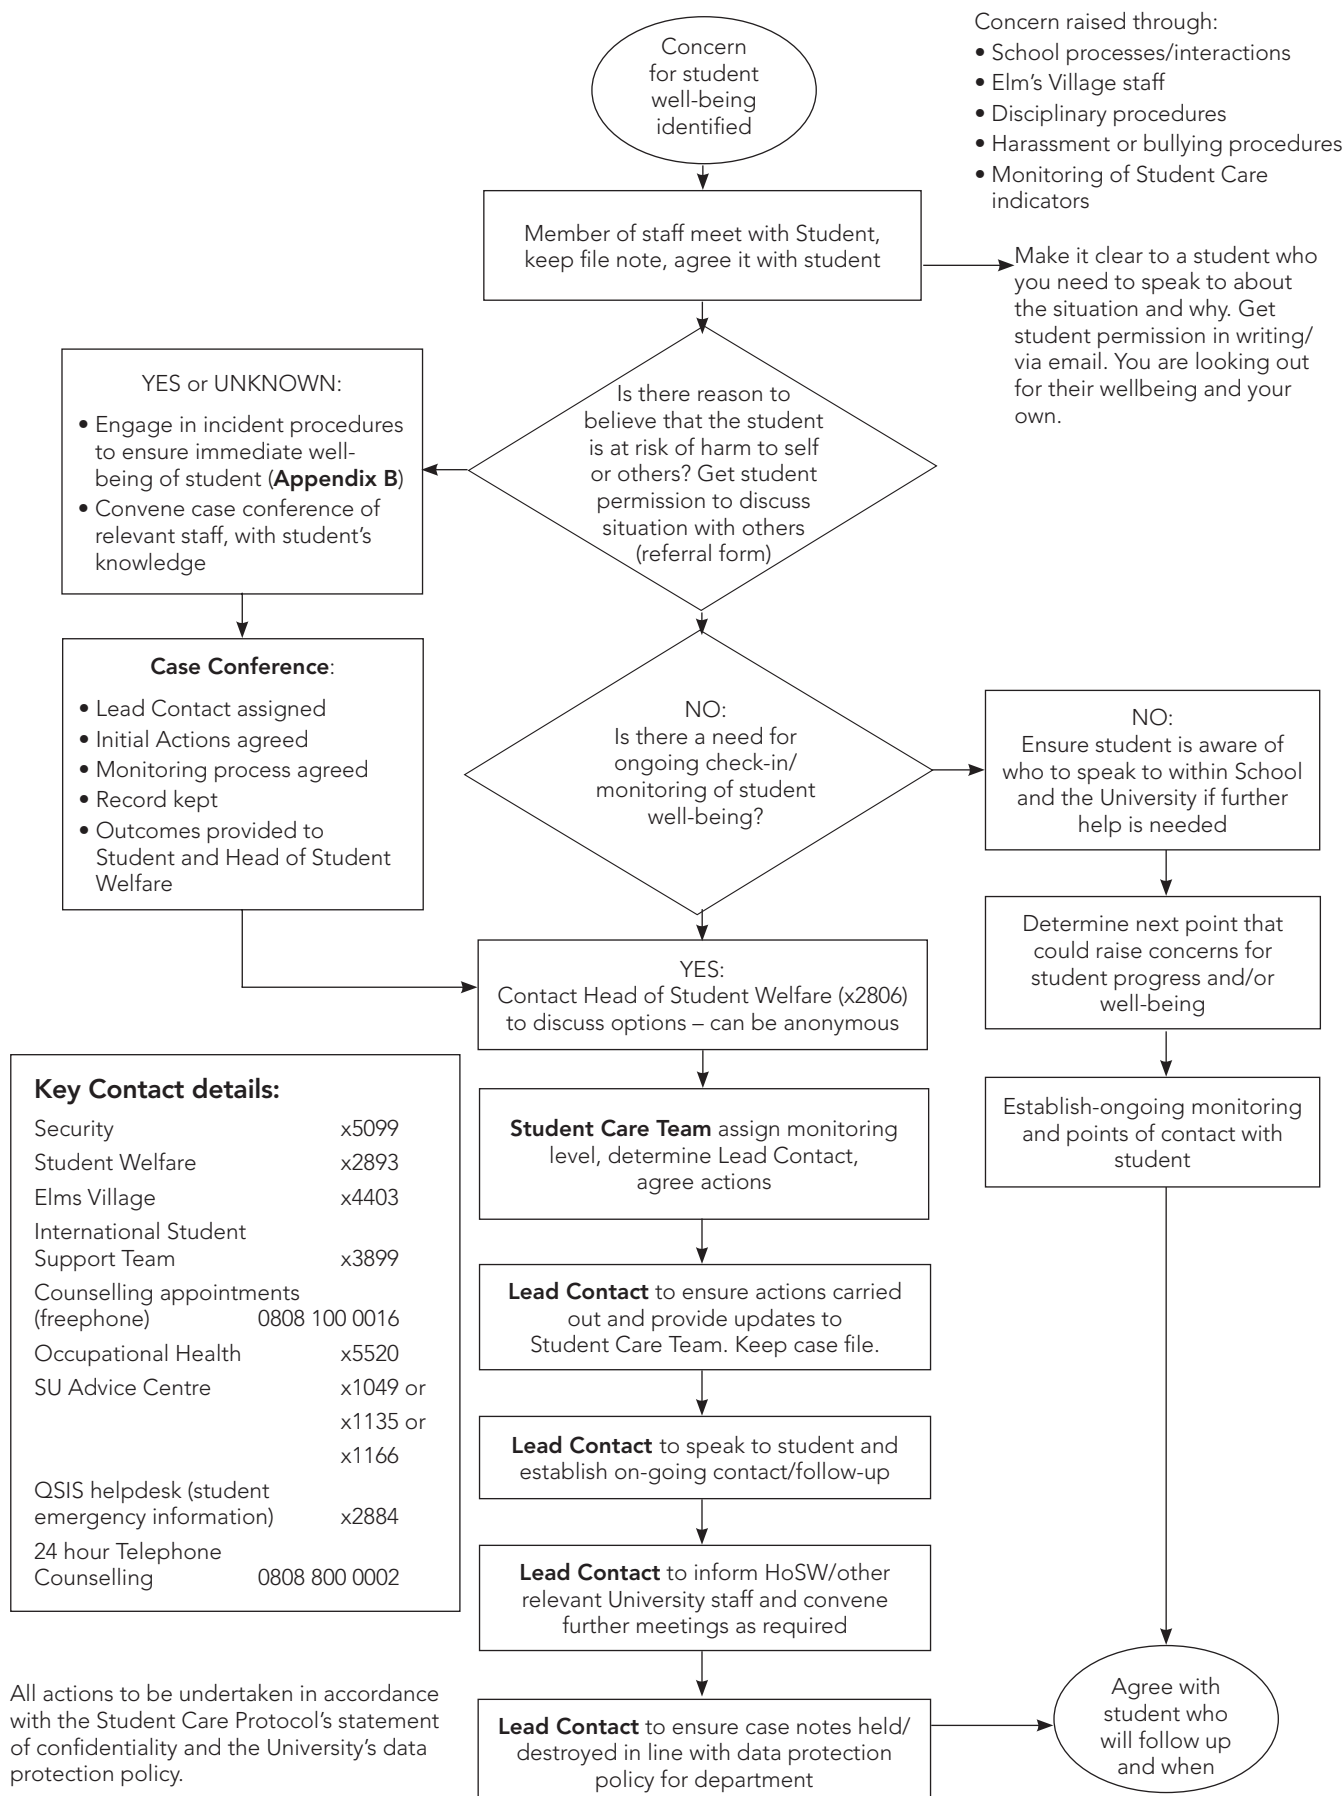 Concern
for student
well-being
identified
Concern raised through:
• School processes/interactions
• Elm's Village staff
• Disciplinary procedures
• Harassment or bullying procedures
• Monitoring of Student Care
indicators
Member of staff meet with Student,
keep file note, agree it with student
Make it clear to a student who
you need to speak to about
the situation and why. Get
student permission in writing/
via email. You are looking out
for their wellbeing and your
own.
Is there reason to
believe that the student
is at risk of harm to self
or others? Get student
permission to discuss
situation with others
(referral form)
YES or UNKNOWN:
• Engage in incident procedures
to ensure immediate well-
being of student (Appendix B)
• Convene case conference of
relevant staff, with student's
knowledge
Case Conference:
• Lead Contact assigned
• Initial Actions agreed
• Monitoring process agreed
• Record kept
• Outcomes provided to
Student and Head of Student
Welfare
NO:
Is there a need for
ongoing check-in/
monitoring of student
well-being?
NO:
Ensure student is aware of
who to speak to within School
and the University if further
help is needed
Determine next point that
could raise concerns for
student progress and/or
well-being
Establish-ongoing monitoring
and points of contact with
student
YES:
Contact Head of Student Welfare (x2806)
to discuss options – can be anonymous
Student Care Team assign monitoring
level, determine Lead Contact,
agree actions
Lead Contact to ensure actions carried
out and provide updates to
Student Care Team. Keep case file.
Lead Contact to speak to student and
establish on-going contact/follow-up
Lead Contact to inform HoSW/other
relevant University staff and convene
further meetings as required
Lead Contact to ensure case notes held/
destroyed in line with data protection
policy for department
Agree with
student who
will follow up
and when
Key Contact details:
Security x5099
Student Welfare x2893
Elms Village x4403
International Student
Support Team x3899
Counselling appointments
(freephone) 0808 100 0016
Occupational Health x5520
SU Advice Centre x1049 or
x1135 or
x1166
QSIS helpdesk (student
emergency information) x2884
24 hour Telephone
Counselling 0808 800 0002
All actions to be undertaken in accordance
with the Student Care Protocol's statement
of confidentiality and the University's data
protection policy.